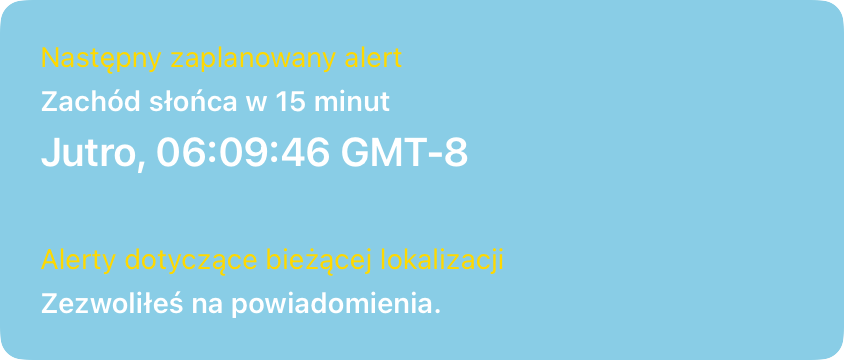 Następny zaplanowany alert
Zachód słońca w 15 minut
Jutro, 06:09:46 GMT-8
Alerty dotyczące bieżącej lokalizacji
Zezwoliłeś na powiadomienia.